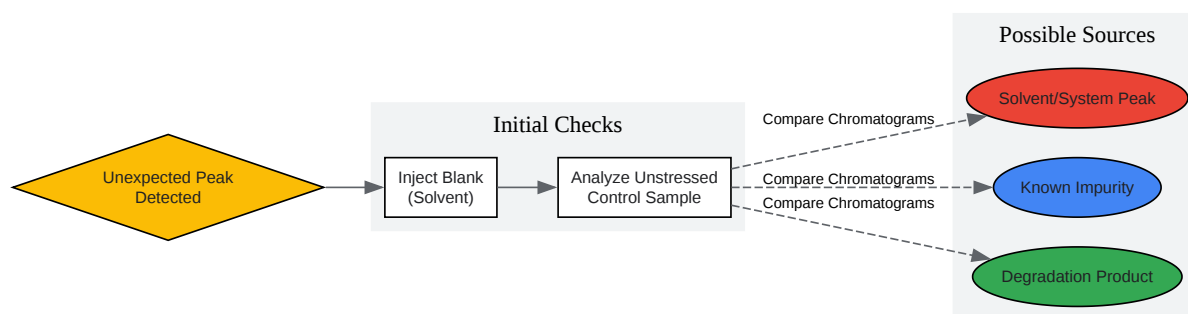 Unexpected Peak
Detected
Initial Checks
Inject Blank
(Solvent)
Analyze Unstressed
Control Sample
Compare Chromatograms
Compare Chromatograms
Compare Chromatograms
Possible Sources
Solvent/System Peak
Known Impurity
Degradation Product